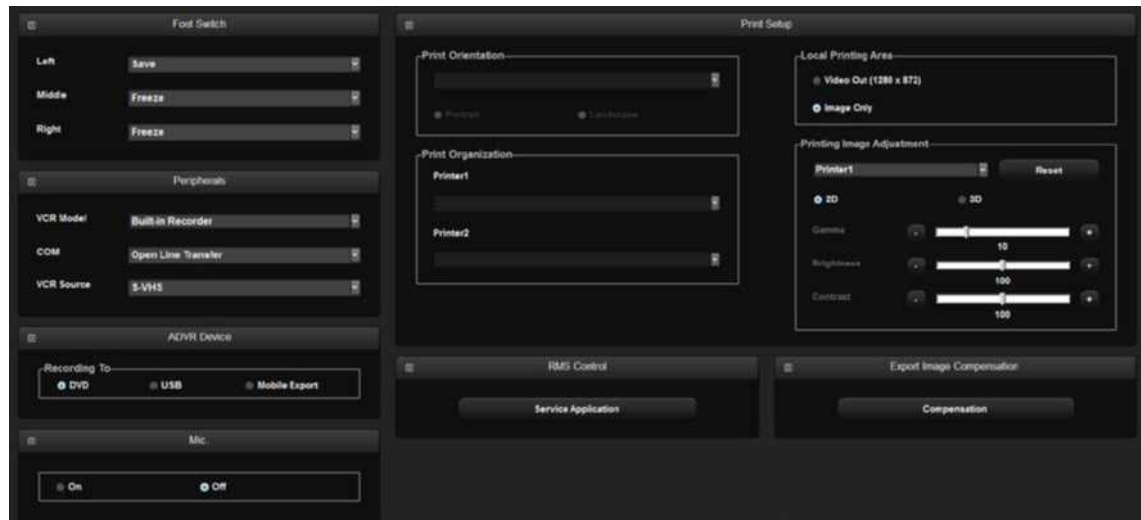 Foot Switch
Left
Save
Middle
Freeze
Right
Freeze
Peripherals
VCR Model
Built-in Recorder
COM
Open Line Transfer
VCR Source
S-VHS
ADVR Device
Recording To
DVD USB Mobile Export
Mic.
On Off
Print Setup
Print Orientation
Portrait Landscape
Print Organization
Printer1
Printer2
Local Printing Area
Video Out (1280 x 872)
Image Only
Printing Image Adjustment
Printer1 Reset
2D 3D
Gamma - +
10
Brightness - +
100
Contrast - +
100
RMS Control
Service Application
Export Image Compensation
Compensation